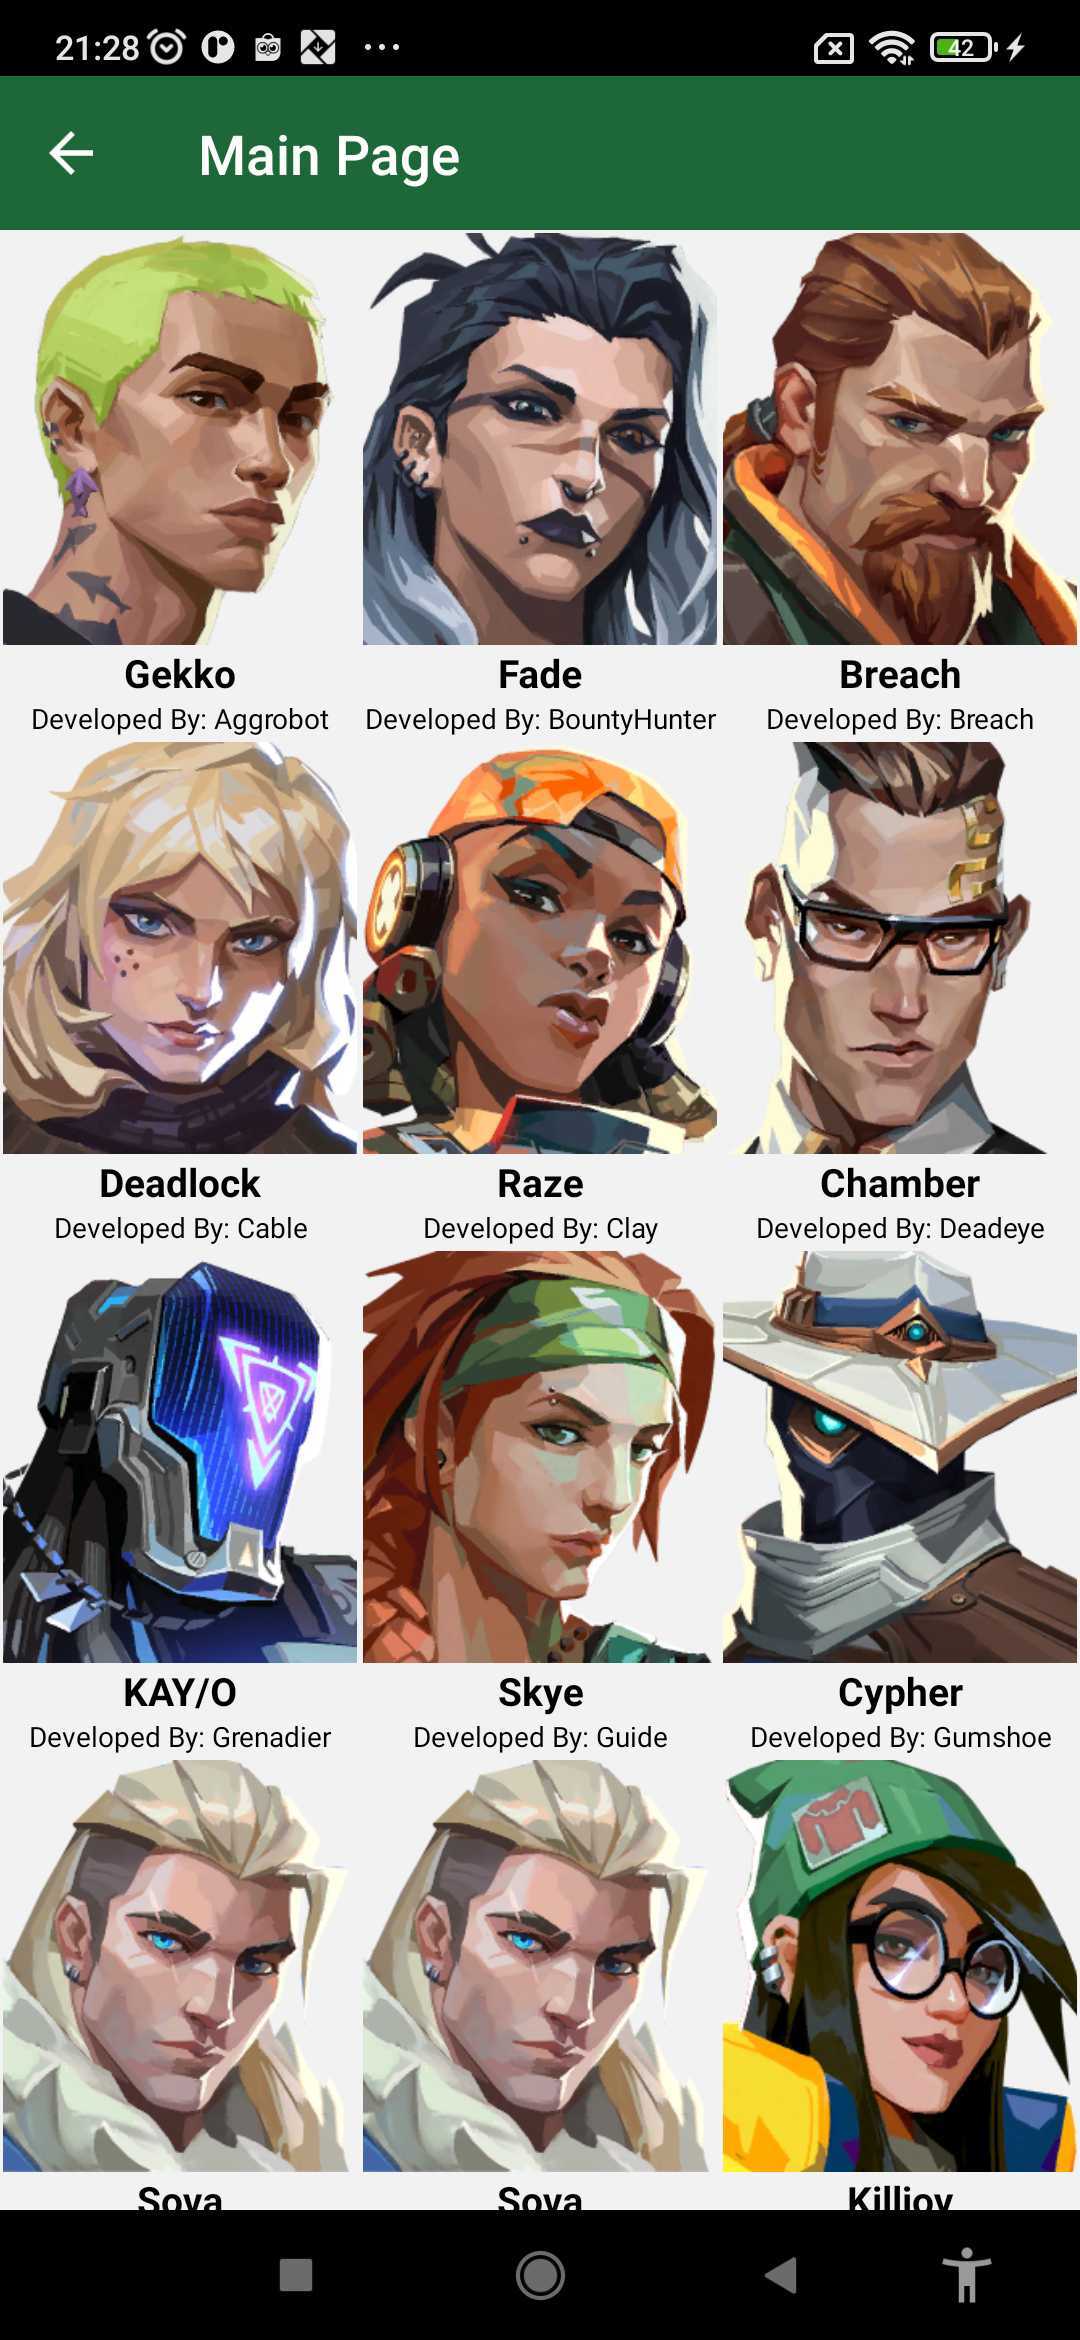 21:28
42
Main Page
Gekko Fade Breach
Developed By: Aggrobot Developed By: BountyHunter Developed By: Breach
Deadlock Raze Chamber
Developed By: Cable Developed By: Clay Developed By: Deadeye
KAY/O Skye Cypher
Developed By: Grenadier Developed By: Guide Developed By: Gumshoe
Sova Sova Killjoy